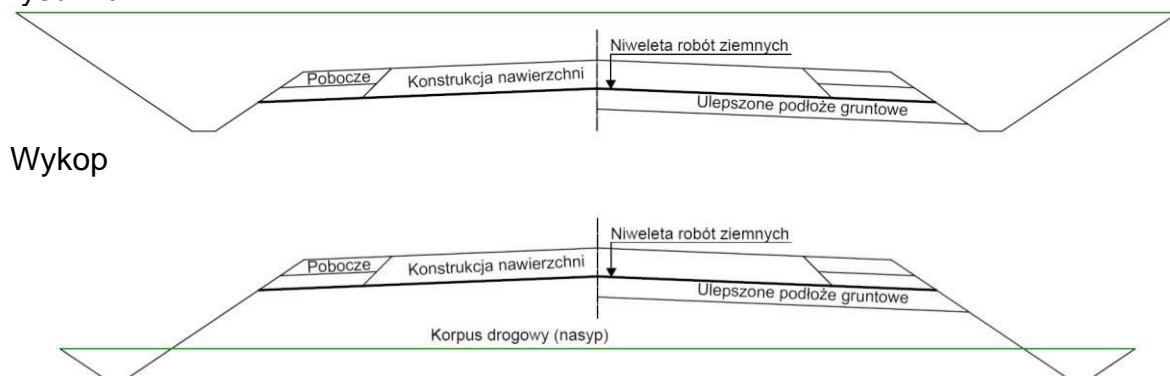 Niweleta robót ziemnych
Pobocze
Konstrukcja nawierzchni
Ulepszone podłoże gruntowe
Wykop
Niweleta robót ziemnych
Pobocze
Konstrukcja nawierzchni
Ulepszone podłoże gruntowe
Korpus drogowy (nasyp)